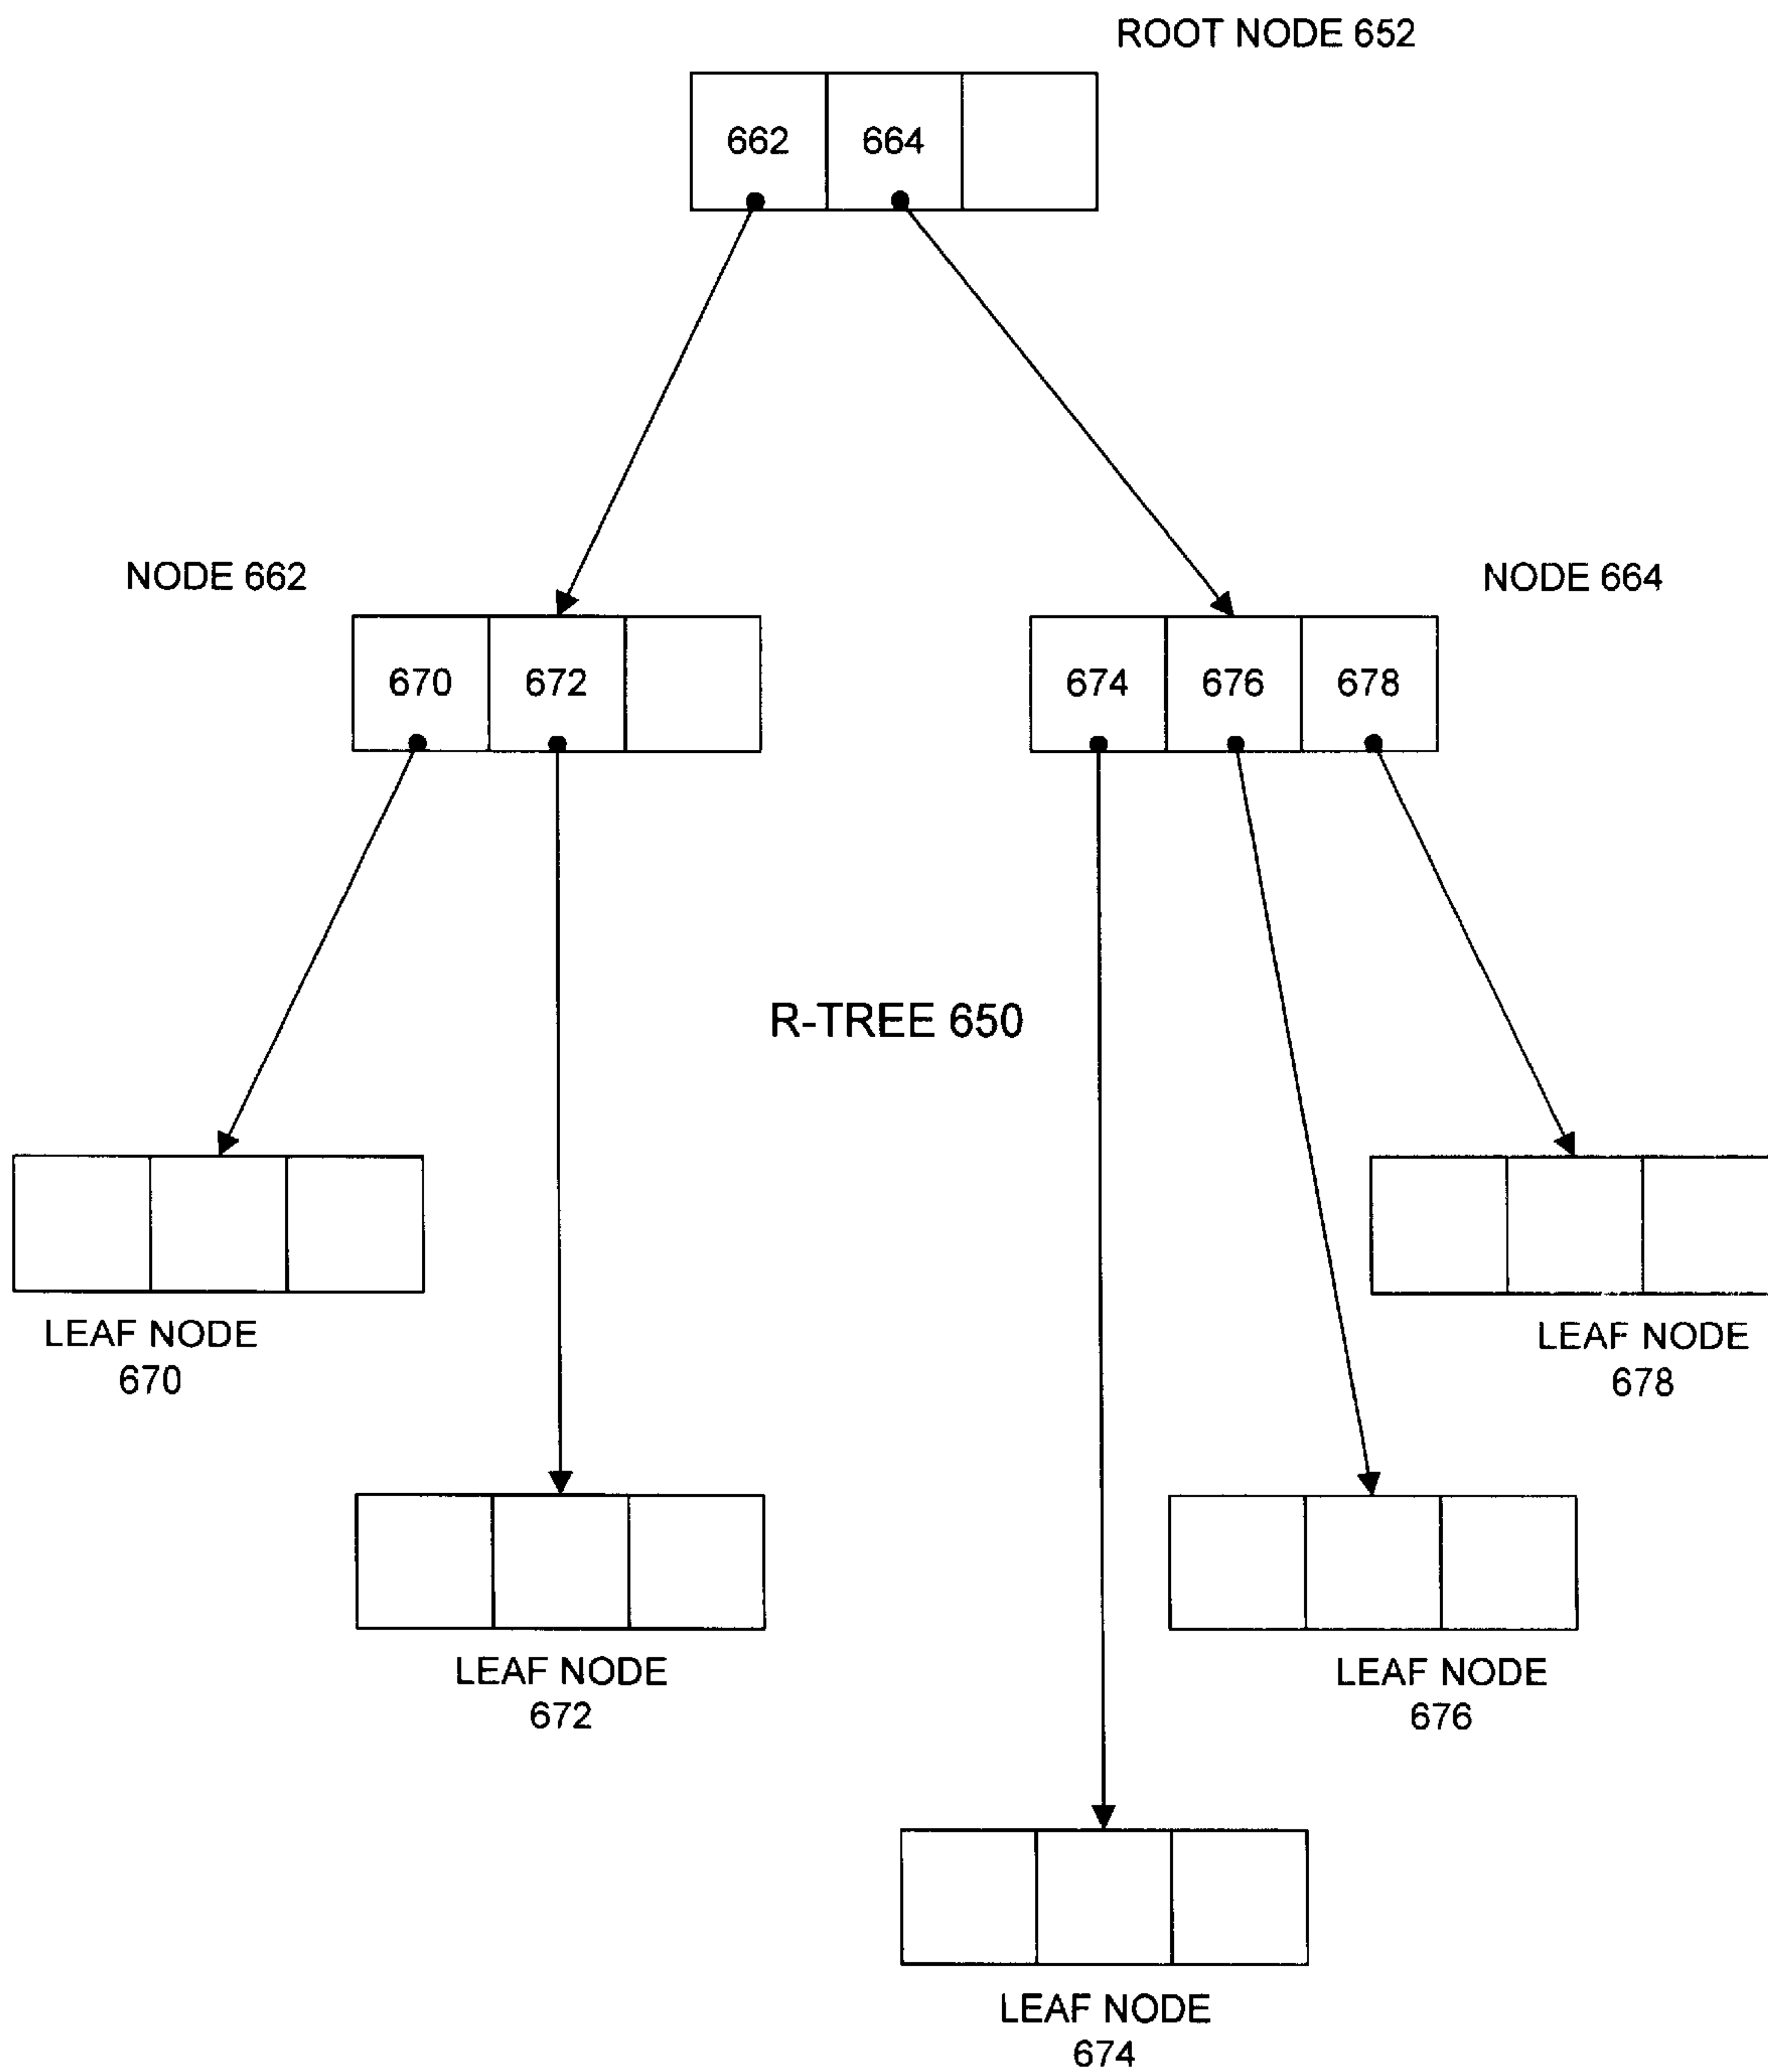 ROOT NODE 652
662 664
NODE 662
NODE 664
670 672
674 676 678
R-TREE 650
LEAF NODE
670
LEAF NODE
678
LEAF NODE
672
LEAF NODE
676
LEAF NODE
674